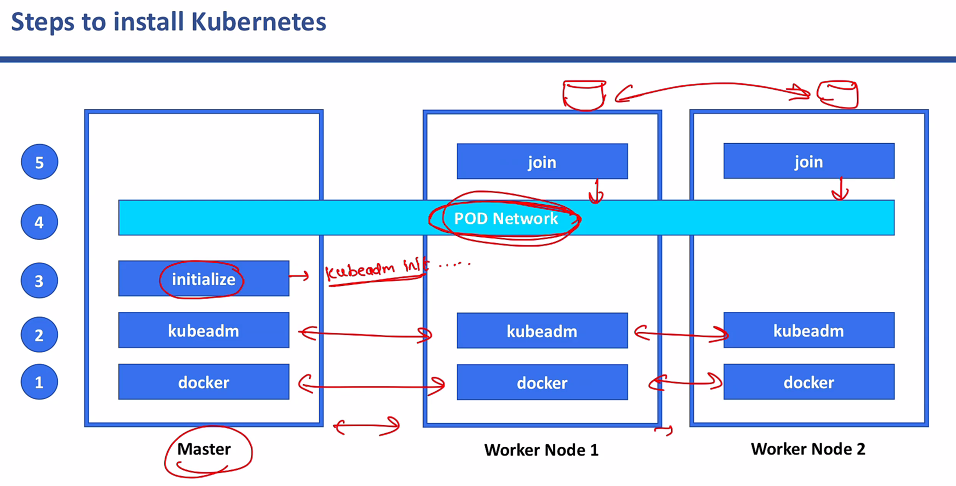 Steps to install Kubernetes
5
join
join
4
POD Network
3
initialize
kubeadm init .....
2
kubeadm
kubeadm
kubeadm
1
docker
docker
docker
Master
Worker Node 1
Worker Node 2